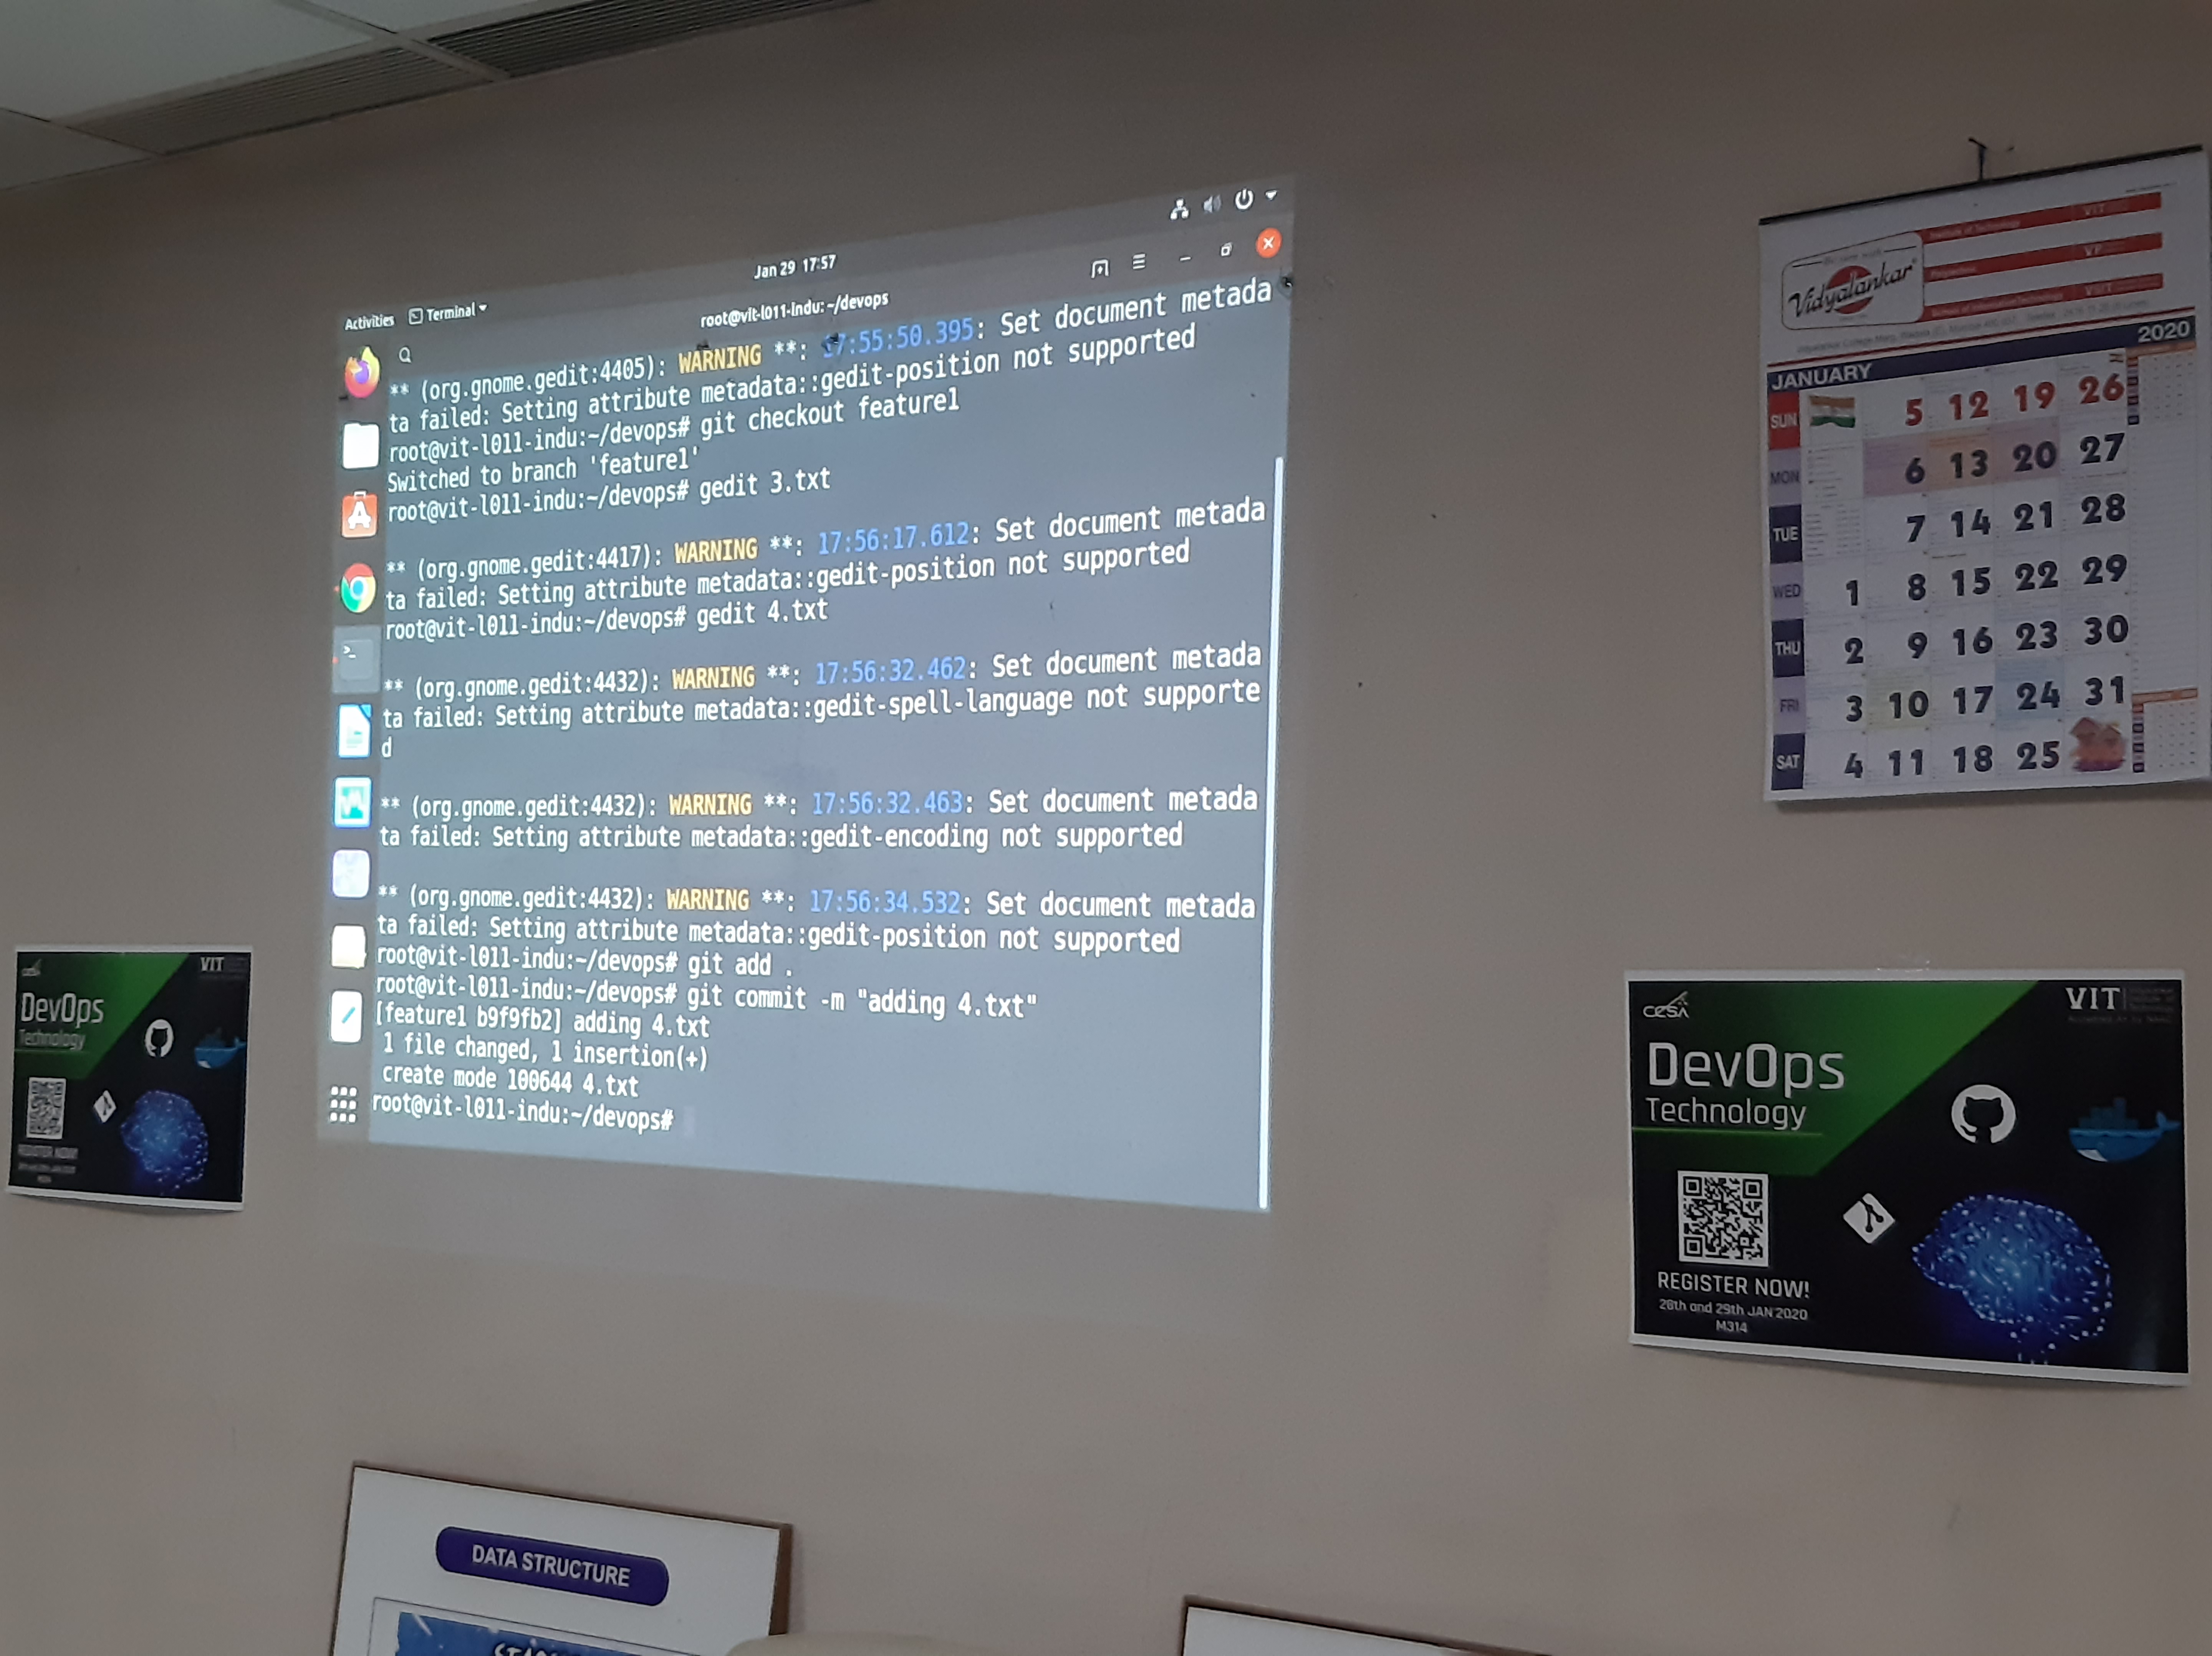 Activities
Terminal
Jan 29 17:57
root@vit-l011-indu: ~/devops
** (org.gnome.gedit:4405): WARNING **: 17:55:50.395: Set document metada
ta failed: Setting attribute metadata::gedit-position not supported
root@vit-l011-indu:~/devops# git checkout feature1
Switched to branch 'feature1'
root@vit-l011-indu:~/devops# gedit 3.txt
** (org.gnome.gedit:4417): WARNING **: 17:56:17.612: Set document metada
ta failed: Setting attribute metadata::gedit-position not supported
root@vit-l011-indu:~/devops# gedit 4.txt
** (org.gnome.gedit:4432): WARNING **: 17:56:32.462: Set document metada
ta failed: Setting attribute metadata::gedit-spell-language not supporte
d
** (org.gnome.gedit:4432): WARNING **: 17:56:32.463: Set document metada
ta failed: Setting attribute metadata::gedit-encoding not supported
** (org.gnome.gedit:4432): WARNING **: 17:56:34.532: Set document metada
ta failed: Setting attribute metadata::gedit-position not supported
root@vit-l011-indu:~/devops# git add .
root@vit-l011-indu:~/devops# git commit -m "adding 4.txt"
[feature1 b9f9fb2] adding 4.txt
1 file changed, 1 insertion(+)
create mode 100644 4.txt
root@vit-l011-indu:~/devops#
Vidyalankar
VIT
VP
VSIT
2020
JANUARY
SUN 5 12 19 26
MON 6 13 20 27
TUE 7 14 21 28
WED 1 8 15 22 29
THU 2 9 16 23 30
FRI 3 10 17 24 31
SAT 4 11 18 25
VIT
DevOps
Technology
REGISTER NOW!
CESA
VIT
DevOps
Technology
REGISTER NOW!
28th and 29th JAN'2020
M314
DATA STRUCTURE